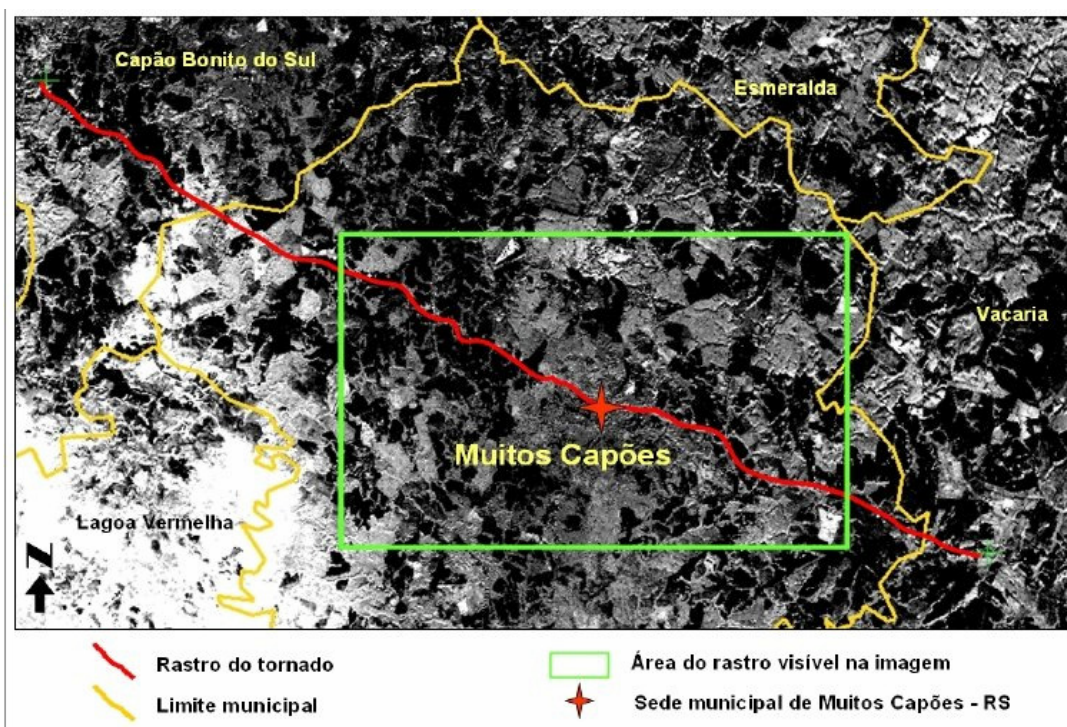 Capão Bonito do Sul
Esmeralda
Vacaria
Muitos Capões
Lagoa Vermelha
N
Rastro do tornado
Área do rastro visível na imagem
Limite municipal
Sede municipal de Muitos Capões - RS